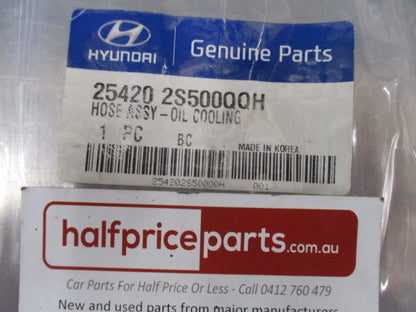 HYUNDAI
Genuine Parts
25420 2S500QQH
HOSE ASSY-OIL COOLING
1 PC BC
MADE IN KOREA
254202S500QQH 001
halfpriceparts.com.au
Car Parts For Half Price Or Less - Call 0412 760 479
New and used parts from major manufacturers